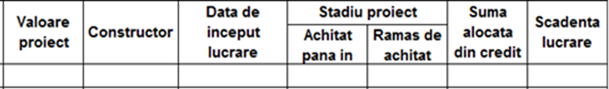 Valoare
proiect
Constructor
Data de
inceput
lucrare
Stadiu proiect
Achitat
pana in
Ramas de
achitat
Suma
alocata
din credit
Scadenta
lucrare